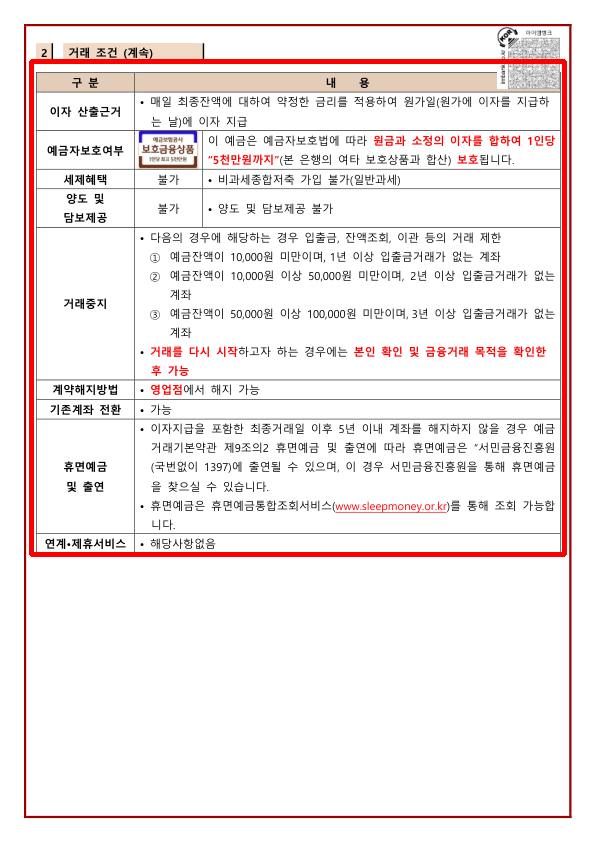 아이엠뱅크
imbank.co.kr
2 거래 조건 (계속)
구 분 내 용
이자 산출근거
• 매일 최종잔액에 대하여 약정한 금리를 적용하여 원가일(원가에 이자를 지급하
는 날)에 이자 지급
예금자보호여부
예금보험공사
보호금융상품
1인당 최고 5천만원
이 예금은 예금자보호법에 따라 원금과 소정의 이자를 합하여 1인당
"5천만원까지"(본 은행의 여타 보호상품과 합산) 보호됩니다.
세제혜택 불가 • 비과세종합저축 가입 불가(일반과세)
양도 및
담보제공
불가 • 양도 및 담보제공 불가
거래중지
• 다음의 경우에 해당하는 경우 입출금, 잔액조회, 이관 등의 거래 제한
① 예금잔액이 10,000원 미만이며, 1년 이상 입출금거래가 없는 계좌
② 예금잔액이 10,000원 이상 50,000원 미만이며, 2년 이상 입출금거래가 없는
계좌
③ 예금잔액이 50,000원 이상 100,000원 미만이며, 3년 이상 입출금거래가 없는
계좌
• 거래를 다시 시작하고자 하는 경우에는 본인 확인 및 금융거래 목적을 확인한
후 가능
계약해지방법 • 영업점에서 해지 가능
기존계좌 전환 • 가능
휴면예금
및 출연
• 이자지급을 포함한 최종거래일 이후 5년 이내 계좌를 해지하지 않을 경우 예금
거래기본약관 제9조의2 휴면예금 및 출연에 따라 휴면예금은 "서민금융진흥원
(국번없이 1397)에 출연될 수 있으며, 이 경우 서민금융진흥원을 통해 휴면예금
을 찾으실 수 있습니다.
• 휴면예금은 휴면예금통합조회서비스(www.sleepmoney.or.kr)를 통해 조회 가능합
니다.
연계•제휴서비스 • 해당사항없음